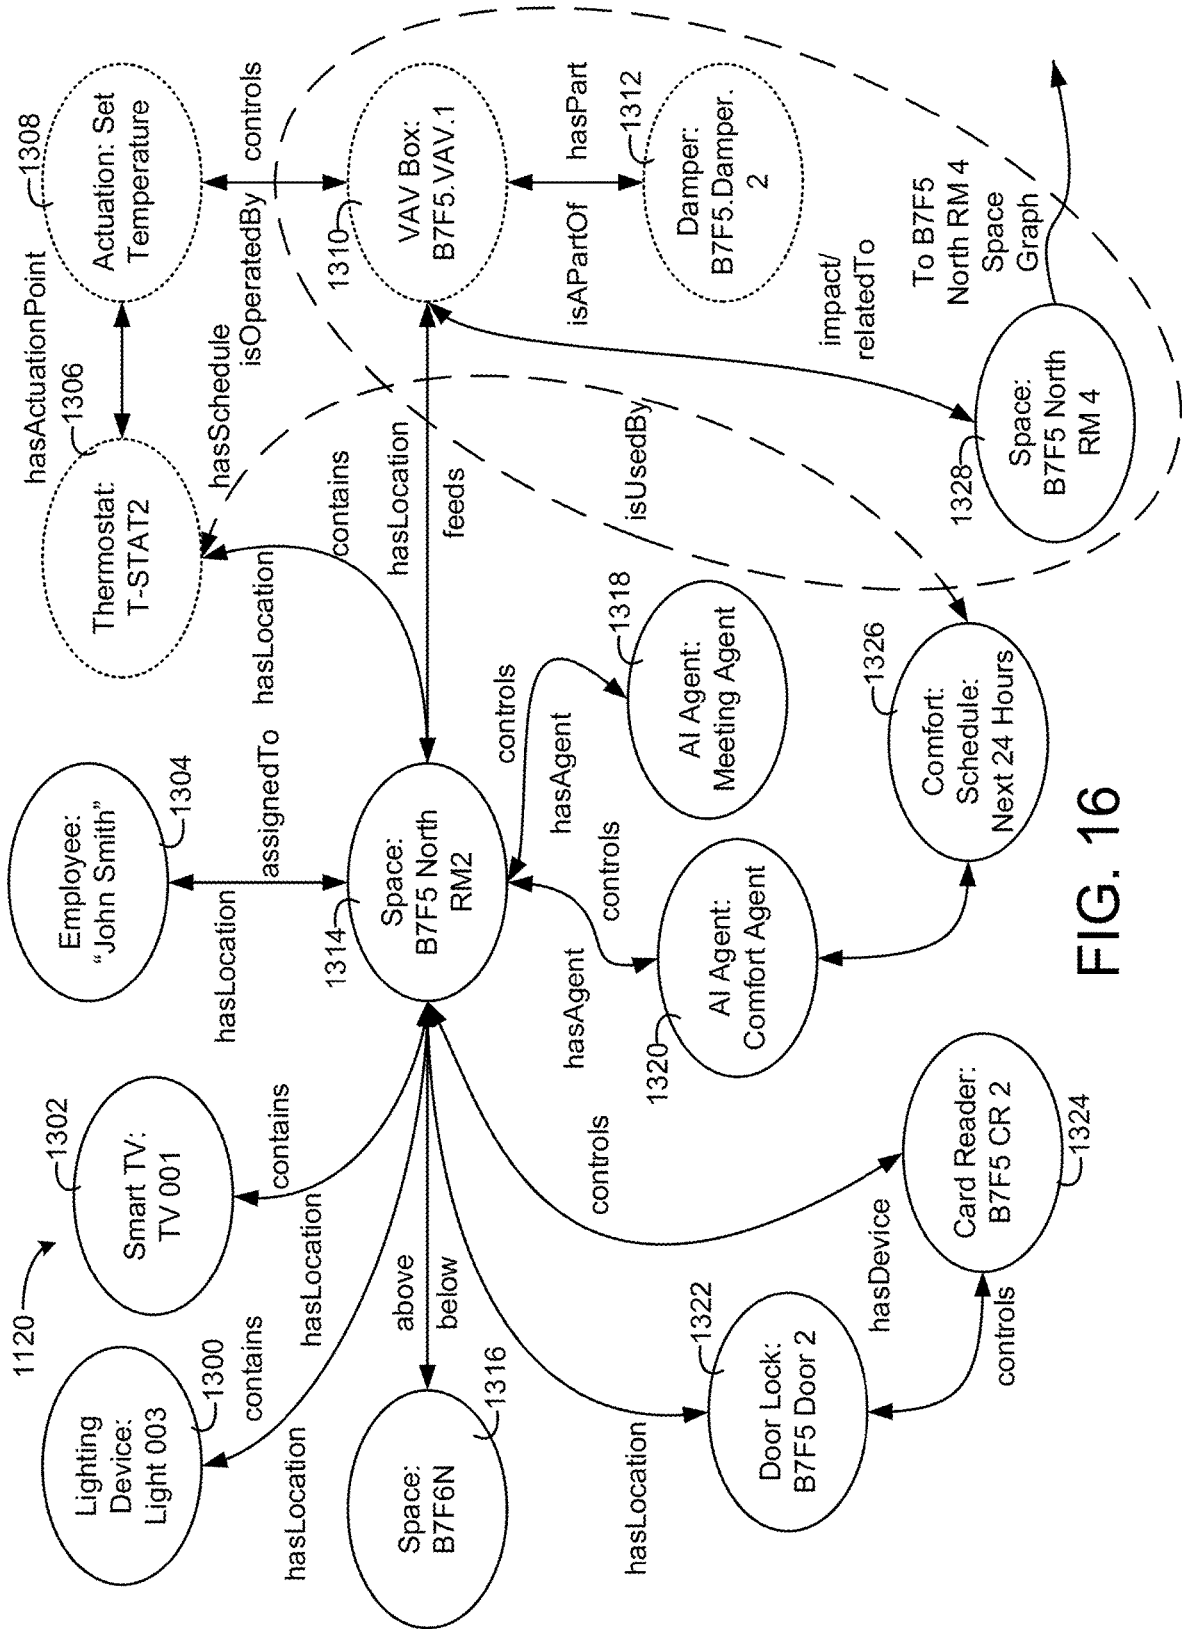 1120
Lighting
Device:
Light 003
1300
Smart TV:
TV 001
1302
Employee:
“John Smith”
1304
Thermostat:
T-STAT2
1306
hasActuationPoint
Actuation: Set
Temperature
1308
contains
hasLocation
contains
hasLocation
hasLocation
assignedTo
hasLocation
contains
hasSchedule
isOperatedBy
controls
Space:
B7F6N
1316
above
below
Space:
B7F5 North
RM2
1314
hasLocation
feeds
VAV Box:
B7F5.VAV.1
1310
isAPartOf
hasPart
Damper:
B7F5.Damper.
2
1312
hasLocation
Door Lock:
B7F5 Door 2
1322
controls
hasDevice
controls
Card Reader:
B7F5 CR 2
1324
hasAgent
controls
AI Agent:
Comfort Agent
1320
hasAgent
controls
AI Agent:
Meeting Agent
1318
isUsedBy
Comfort:
Schedule:
Next 24 Hours
1326
impact/
relatedTo
Space:
B7F5 North
RM 4
1328
To B7F5
North RM 4
Space
Graph
FIG. 16